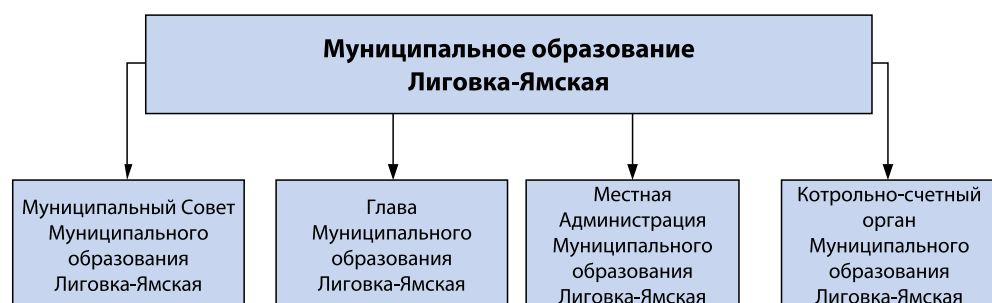 Муниципальное образование
Лиговка-Ямская
Муниципальный Совет
Муниципального
образования
Лиговка-Ямская
Глава
Муниципального
образования
Лиговка-Ямская
Местная
Администрация
Муниципального
образования
Лиговка-Ямская
Котрольно-счетный
орган
Муниципального
образования
Лиговка-Ямская